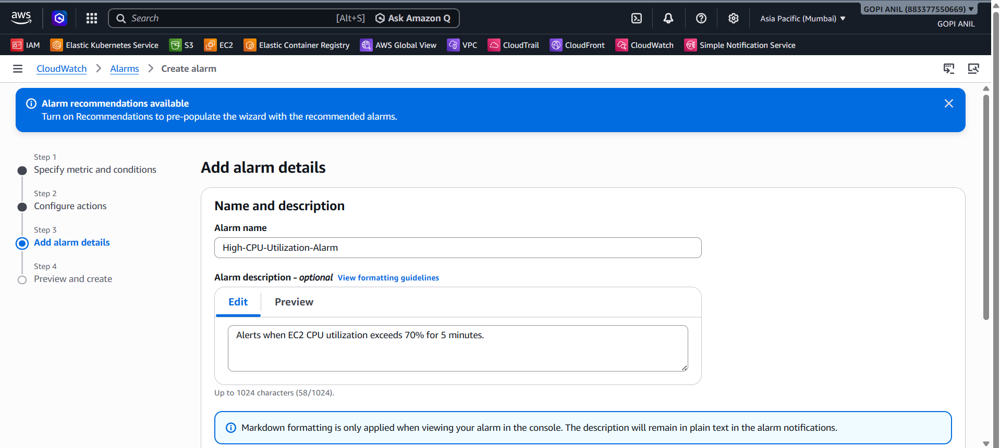 aws
Search
[Alt+S]
Ask Amazon Q
Asia Pacific (Mumbai)
GOPI ANIL (883377550669)
GOPI ANIL
IAM
Elastic Kubernetes Service
S3
EC2
Elastic Container Registry
AWS Global View
VPC
CloudTrail
CloudFront
CloudWatch
Simple Notification Service
CloudWatch
Alarms
Create alarm
Alarm recommendations available
Turn on Recommendations to pre-populate the wizard with the recommended alarms.
Step 1
Specify metric and conditions
Step 2
Configure actions
Step 3
Add alarm details
Step 4
Preview and create
Add alarm details
Name and description
Alarm name
High-CPU-Utilization-Alarm
Alarm description - optional View formatting guidelines
Edit
Preview
Alerts when EC2 CPU utilization exceeds 70% for 5 minutes.
Up to 1024 characters (58/1024).
Markdown formatting is only applied when viewing your alarm in the console. The description will remain in plain text in the alarm notifications.